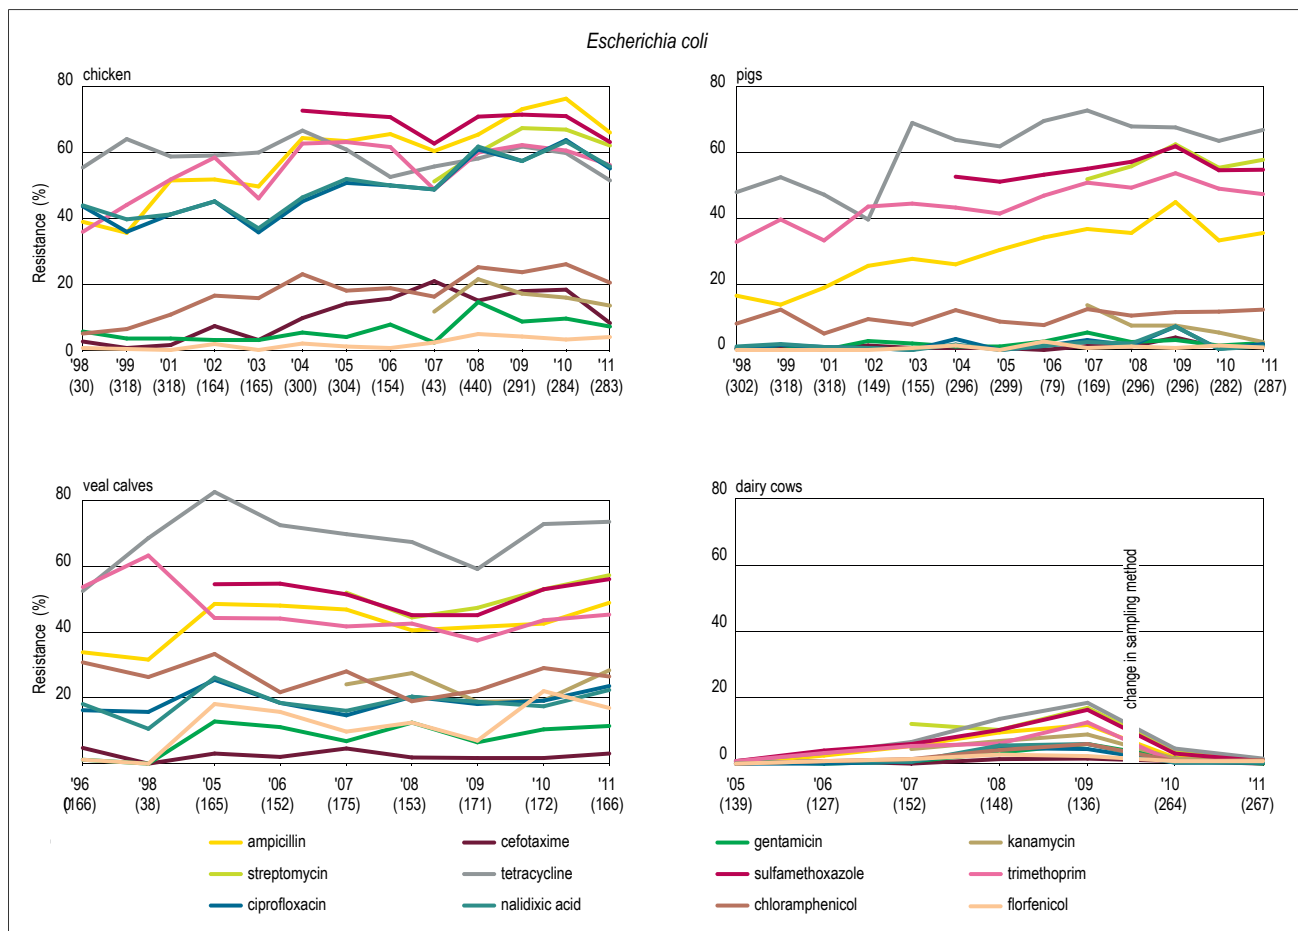 Escherichia coli
chicken
80
60
40
20
0
Resistance (%)
'98 '99 '01 '02 '03 '04 '05 '06 '07 '08 '09 '10 '11
(30) (318) (318) (164) (165) (300) (304) (154) (43) (440) (291) (284) (283)
pigs
80
60
40
20
0
'98 '99 '01 '02 '03 '04 '05 '06 '07 '08 '09 '10 '11
(302) (318) (318) (149) (155) (296) (299) (79) (169) (296) (296) (282) (287)
veal calves
80
60
40
20
0
Resistance (%)
'96 '98 '05 '06 '07 '08 '09 '10 '11
(166) (38) (165) (152) (175) (153) (171) (172) (166)
dairy cows
80
60
40
20
0
change in sampling method
'05 '06 '07 '08 '09 '10 '11
(139) (127) (152) (148) (136) (264) (267)
ampicillin cefotaxime gentamicin kanamycin
streptomycin tetracycline sulfamethoxazole trimethoprim
ciprofloxacin nalidixic acid chloramphenicol florfenicol